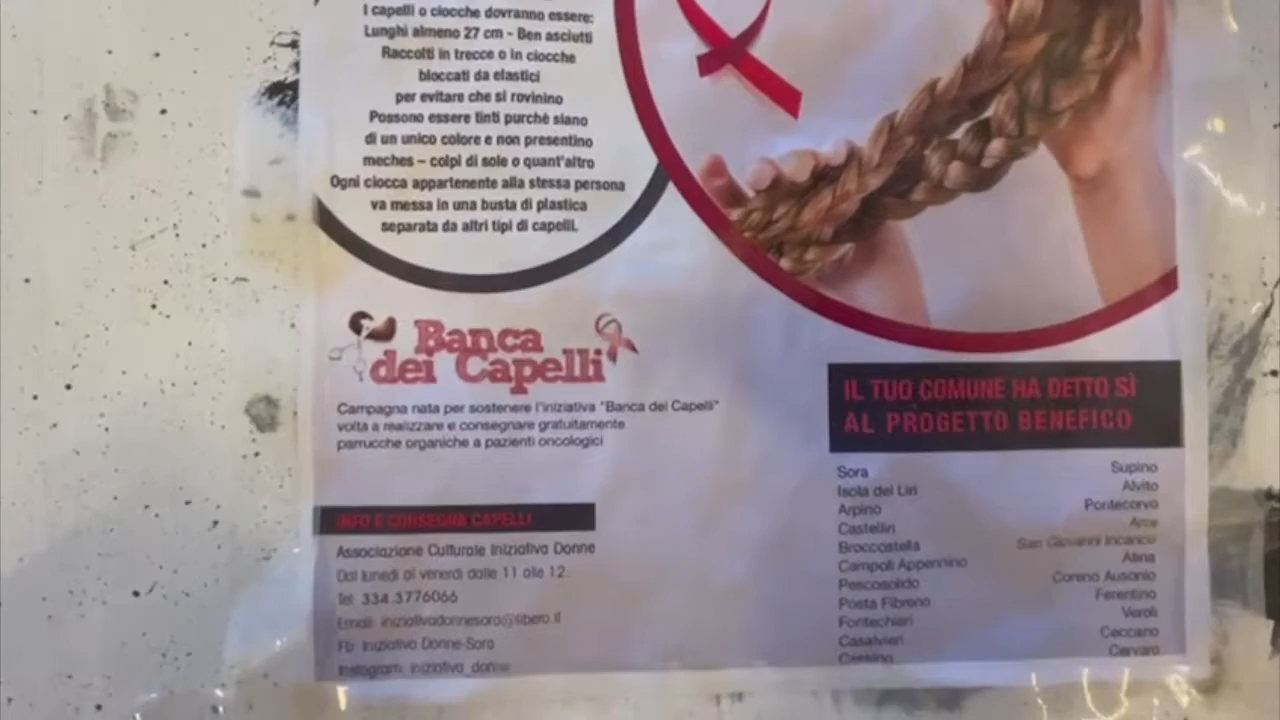 I capelli o ciocche dovranno essere:
Lunghi almeno 27 cm - Ben asciutti
Raccolti in trecce o in ciocche
bloccati da elastici
per evitare che si rovinino
Possono essere tinti purchè siano
di un unico colore e non presentino
meches – colpi di sole o quant'altro
Ogni ciocca appartenente alla stessa persona
va messa in una busta di plastica
separata da altri tipi di capelli.
Banca
dei Capelli
Campagna nata per sostenere l'iniziativa "Banca dei Capelli"
volta a realizzare e consegnare gratuitamente
parrucche organiche a pazienti oncologici
INFO E CONSEGNA CAPELLI
Associazione Culturale Iniziativa Donne
Dal lunedì al venerdì dalle 11 alle 12
Tel: 334.3776066
Email: iniziativadonnesora@libero.it
Fb: Iniziativa Donne-Sora
Instagram: iniziativa_donne
IL TUO COMUNE HA DETTO SÌ
AL PROGETTO BENEFICO
Sora
Isola del Liri
Arpino
Castelliri
Broccostella
Campoli Appennino
Pescosolido
Posta Fibreno
Fontechiari
Casalvieri
Cassino
Supino
Alvito
Pontecorvo
Arce
San Giovanni Incarico
Atina
Coreno Ausonio
Ferentino
Veroli
Ceccano
Cervaro